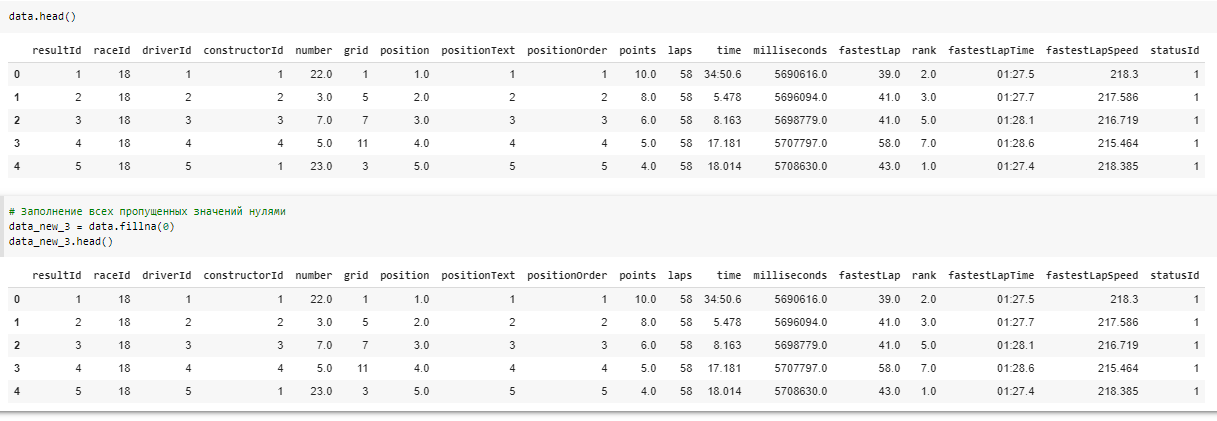 data.head()
resultId raceId driverId constructorId number grid position positionText positionOrder points laps time milliseconds fastestLap rank fastestLapTime fastestLapSpeed statusId
0 1 18 1 1 22.0 1 1.0 1 1 10.0 58 34:50.6 5690616.0 39.0 2.0 01:27.5 218.3 1
1 2 18 2 2 3.0 5 2.0 2 2 8.0 58 5.478 5696094.0 41.0 3.0 01:27.7 217.586 1
2 3 18 3 3 7.0 7 3.0 3 3 6.0 58 8.163 5698779.0 41.0 5.0 01:28.1 216.719 1
3 4 18 4 4 5.0 11 4.0 4 4 5.0 58 17.181 5707797.0 58.0 7.0 01:28.6 215.464 1
4 5 18 5 1 23.0 3 5.0 5 5 4.0 58 18.014 5708630.0 43.0 1.0 01:27.4 218.385 1
# Заполнение всех пропущенных значений нулями
data_new_3 = data.fillna(0)
data_new_3.head()
resultId raceId driverId constructorId number grid position positionText positionOrder points laps time milliseconds fastestLap rank fastestLapTime fastestLapSpeed statusId
0 1 18 1 1 22.0 1 1.0 1 1 10.0 58 34:50.6 5690616.0 39.0 2.0 01:27.5 218.3 1
1 2 18 2 2 3.0 5 2.0 2 2 8.0 58 5.478 5696094.0 41.0 3.0 01:27.7 217.586 1
2 3 18 3 3 7.0 7 3.0 3 3 6.0 58 8.163 5698779.0 41.0 5.0 01:28.1 216.719 1
3 4 18 4 4 5.0 11 4.0 4 4 5.0 58 17.181 5707797.0 58.0 7.0 01:28.6 215.464 1
4 5 18 5 1 23.0 3 5.0 5 5 4.0 58 18.014 5708630.0 43.0 1.0 01:27.4 218.385 1